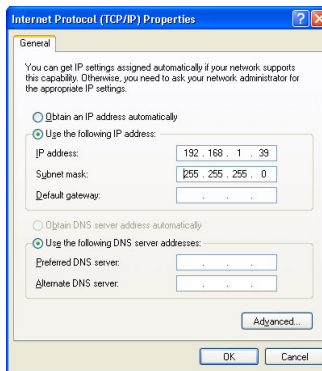 Internet Protocol (TCP/IP) Properties
General
You can get IP settings assigned automatically if your network supports
this capability. Otherwise, you need to ask your network administrator for
the appropriate IP settings.
Obtain an IP address automatically
Use the following IP address:
IP address: 192 . 168 . 1 . 39
Subnet mask: 255 . 255 . 255 . 0
Default gateway: . . .
Obtain DNS server address automatically
Use the following DNS server addresses:
Preferred DNS server: . . .
Alternate DNS server: . . .
Advanced...
OK Cancel